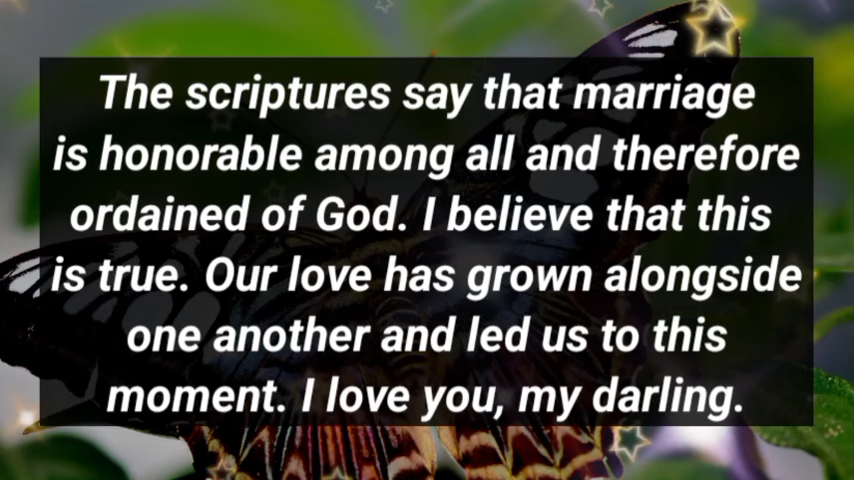 The scriptures say that marriage
is honorable among all and therefore
ordained of God. I believe that this
is true. Our love has grown alongside
one another and led us to this
moment. I love you, my darling.